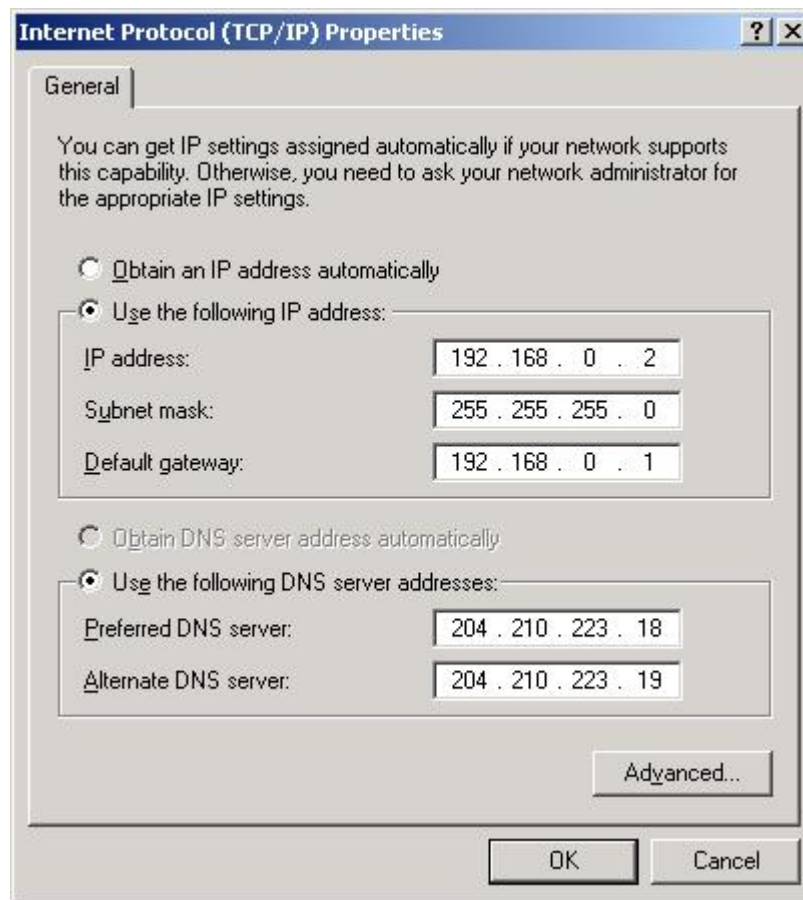 Internet Protocol (TCP/IP) Properties
General
You can get IP settings assigned automatically if your network supports
this capability. Otherwise, you need to ask your network administrator for
the appropriate IP settings.
Obtain an IP address automatically
Use the following IP address:
IP address: 192 . 168 . 0 . 2
Subnet mask: 255 . 255 . 255 . 0
Default gateway: 192 . 168 . 0 . 1
Obtain DNS server address automatically
Use the following DNS server addresses:
Preferred DNS server: 204 . 210 . 223 . 18
Alternate DNS server: 204 . 210 . 223 . 19
Advanced...
OK Cancel